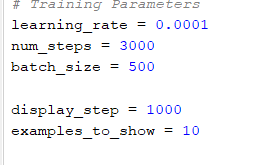 # Training Parameters
learning_rate = 0.0001
num_steps = 3000
batch_size = 500
display_step = 1000
examples_to_show = 10